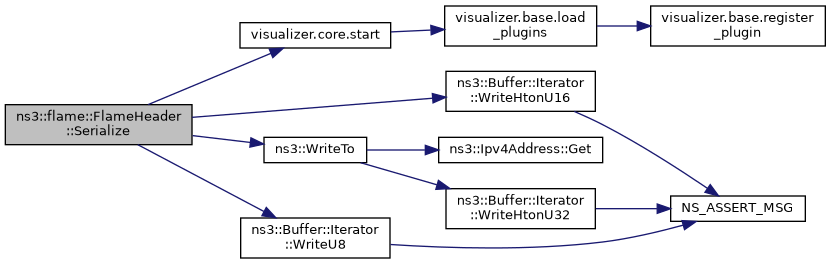 visualizer.core.start
visualizer.base.load
_plugins
visualizer.base.register
_plugin
ns3::flame::FlameHeader
::Serialize
ns3::Buffer::Iterator
::WriteHtonU16
ns3::WriteTo
ns3::Ipv4Address::Get
ns3::Buffer::Iterator
::WriteHtonU32
NS_ASSERT_MSG
ns3::Buffer::Iterator
::WriteU8